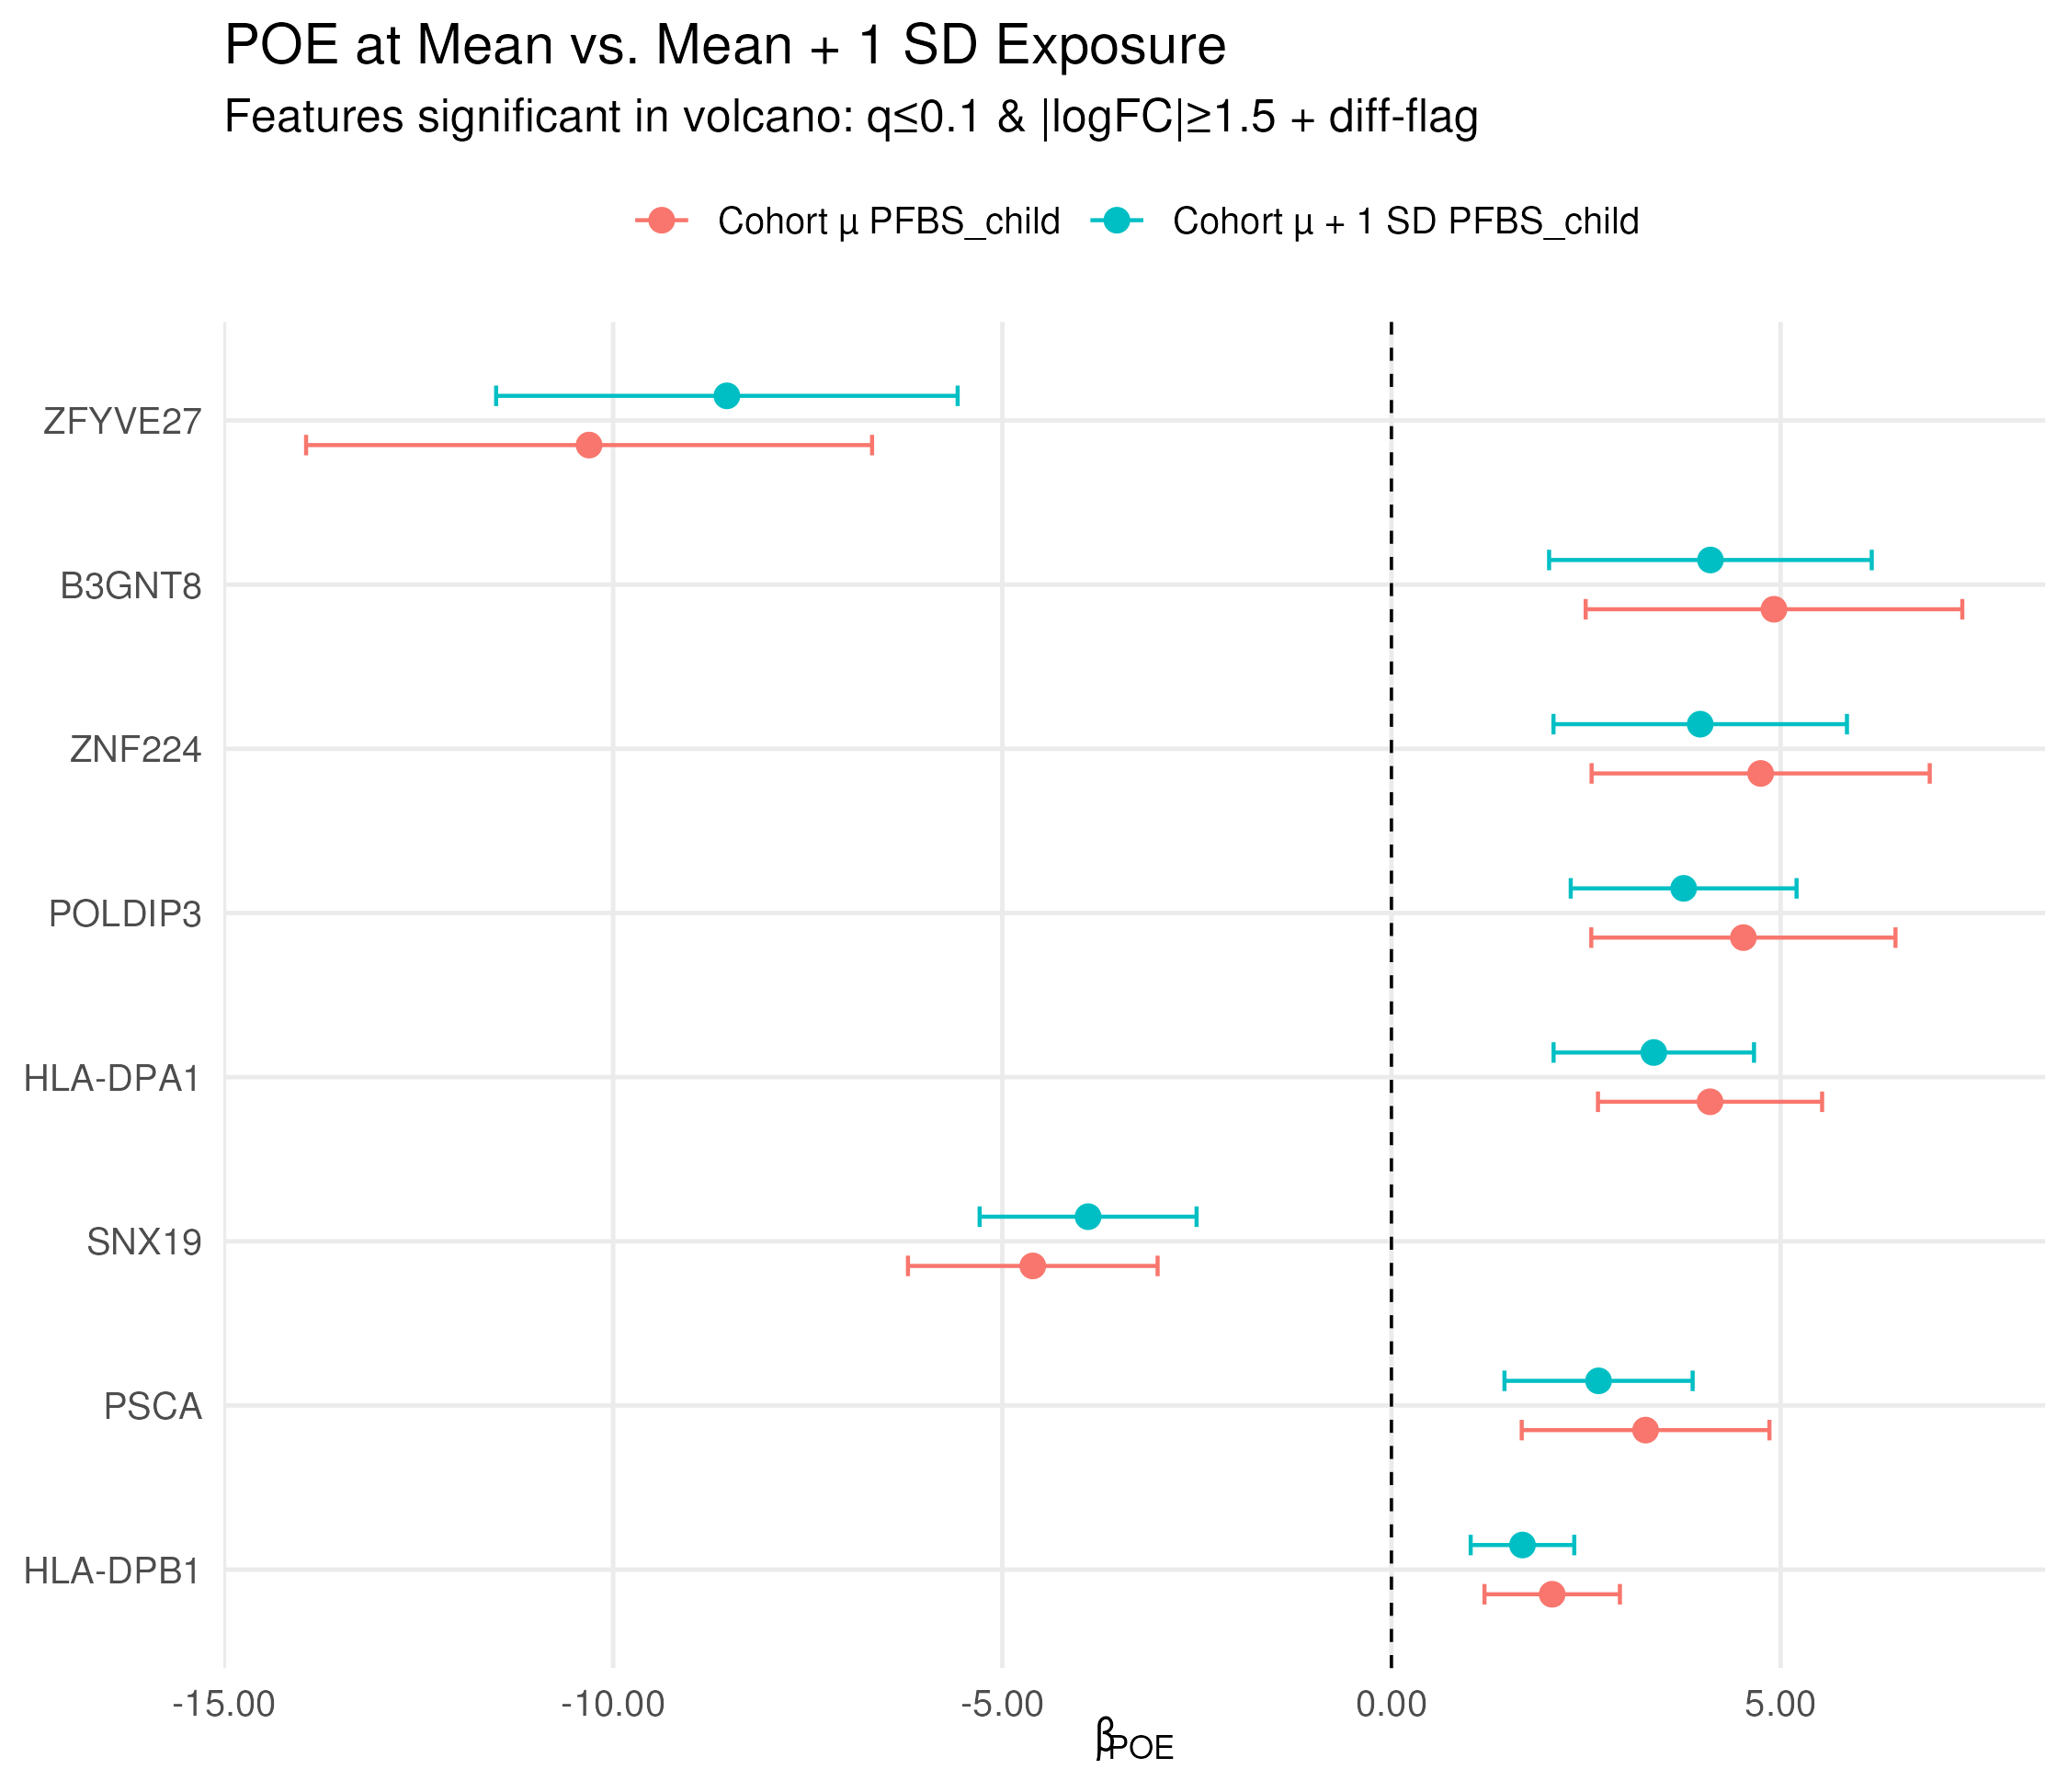 POE at Mean vs. Mean + 1 SD Exposure
Features significant in volcano: q≤0.1 & |logFC|≥1.5 + diff-flag
Cohort μ PFBS_child Cohort μ + 1 SD PFBS_child
ZFYVE27
B3GNT8
ZNF224
POLDIP3
HLA-DPA1
SNX19
PSCA
HLA-DPB1
-15.00 -10.00 -5.00 0.00 5.00
βPOE